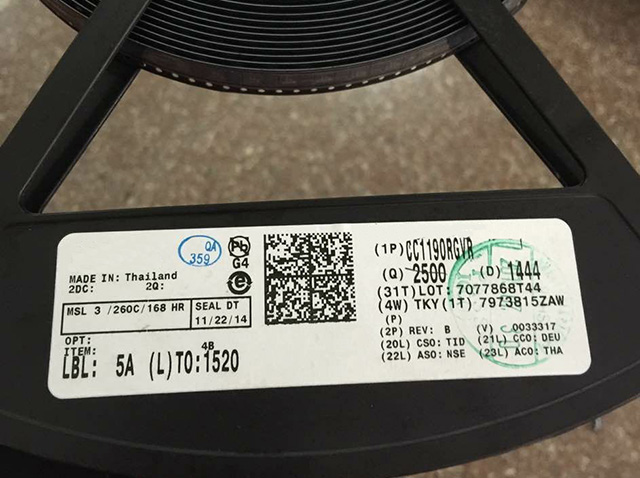 QA
359
Pb
G4
e
MADE IN: Thailand
2DC: 2Q:
MSL 3 /260C/168 HR
SEAL DT
11/22/14
OPT:
ITEM: 4B
LBL: 5A (L)TO:1520
(1P)CC1190RGVR
(Q) 2500 (D) 1444
(31T)LOT: 7077868T44
(4W) TKY(1T) 7973815ZAW
(P)
(2P) REV: B (V) 0033317
(20L) CSO: TID (21L) CCO: DEU
(22L) ASO: NSE (23L) ACO: THA